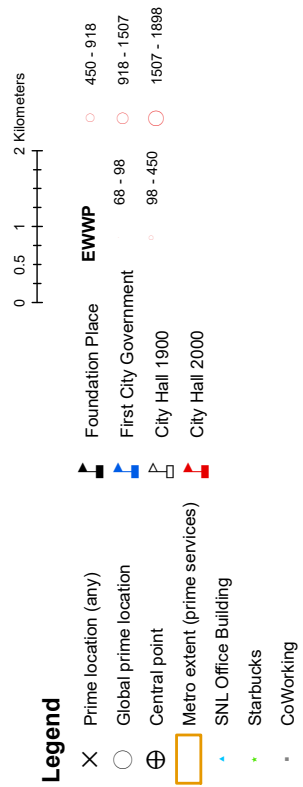 0 0.5 1 2 Kilometers
Legend
Prime location (any)
Global prime location
Central point
Metro extent (prime services)
SNL Office Building
Starbucks
CoWorking
Foundation Place
First City Government
City Hall 1900
City Hall 2000
EWWP
68 - 98
98 - 450
450 - 918
918 - 1507
1507 - 1898